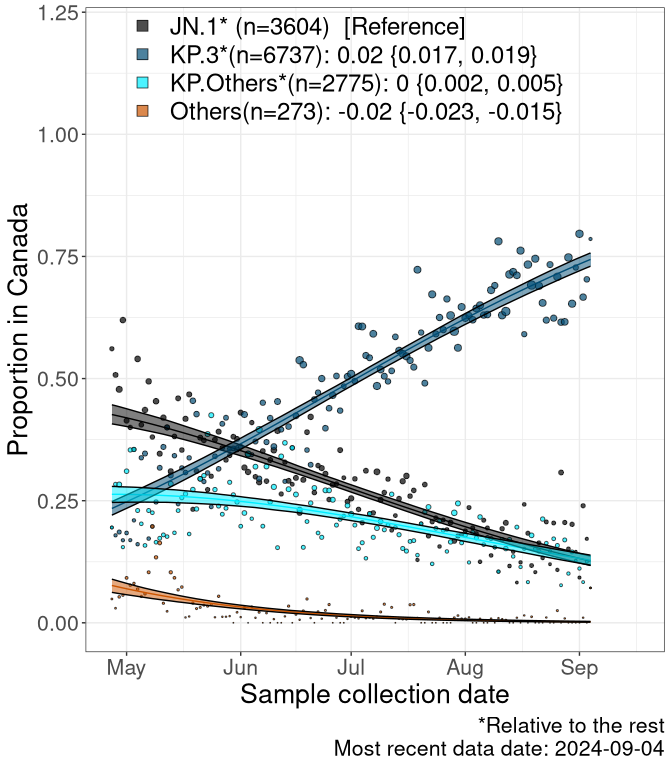 JN.1* (n=3604)  [Reference]
KP.3*(n=6737): 0.02 {0.017, 0.019}
KP.Others*(n=2775): 0 {0.002, 0.005}
Others(n=273): -0.02 {-0.023, -0.015}
1.25
1.00
0.75
0.50
0.25
0.00
Proportion in Canada
May Jun Jul Aug Sep
Sample collection date
*Relative to the rest
Most recent data date: 2024-09-04